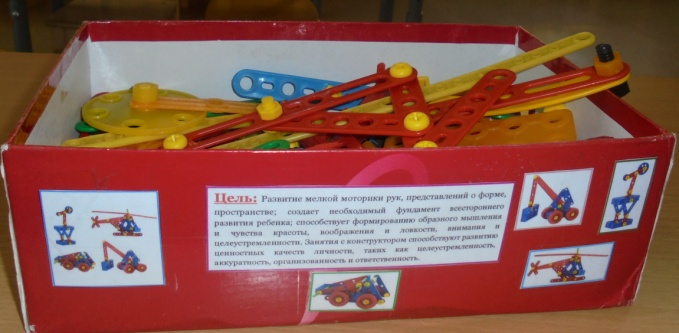 Цель: Развитие мелкой моторики рук, представлений о форме,
пространстве; создает необходимый фундамент всестороннего
развития ребенка; способствует формированию образного мышления
и чувства красоты, воображения и ловкости, внимания и
целеустремленности. Занятия с конструктором способствуют развитию
ценностных качеств личности, таких как целеустремленность,
аккуратность, организованность и ответственность.